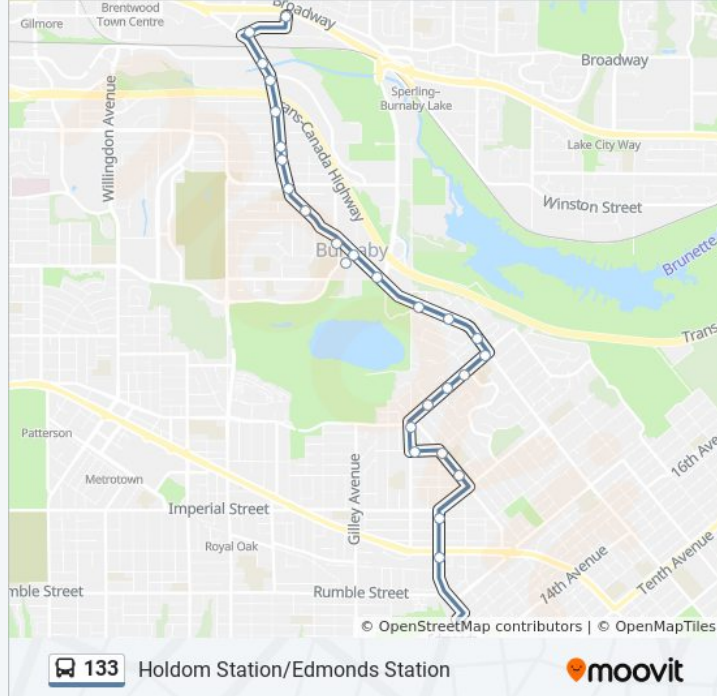 Broadway
Brentwood
Town Centre
Gilmore
Broadway
Sperling–
Burnaby Lake
Willingdon Avenue
Trans-Canada Highway
Lake City Way
Winston Street
Burnaby
Brunette
Trans-
Patterson
16th Ave
Metrotown
Gilley Avenue
Imperial Street
Royal Oak
14th Avenue
Tenth Avenue
mble Street
Rumble Street
© OpenStreetMap contributors | © OpenMapTiles
133 Holdom Station/Edmonds Station
moovit